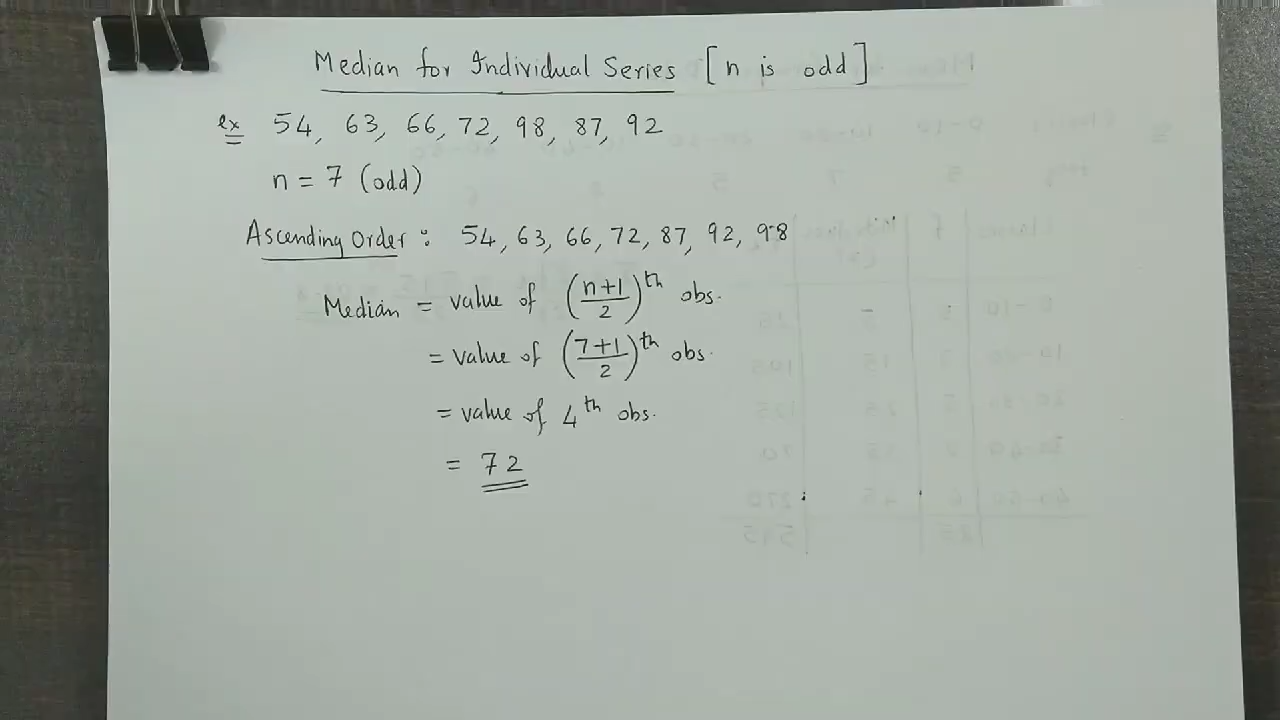 Median for Individual Series [n is odd]
ex 54, 63, 66, 72, 98, 87, 92
n = 7 (odd)
Ascending Order : 54, 63, 66, 72, 87, 92, 98
Median = value of (n+1/2)th obs.
= value of (7+1/2)th obs.
= value of 4th obs.
= 72